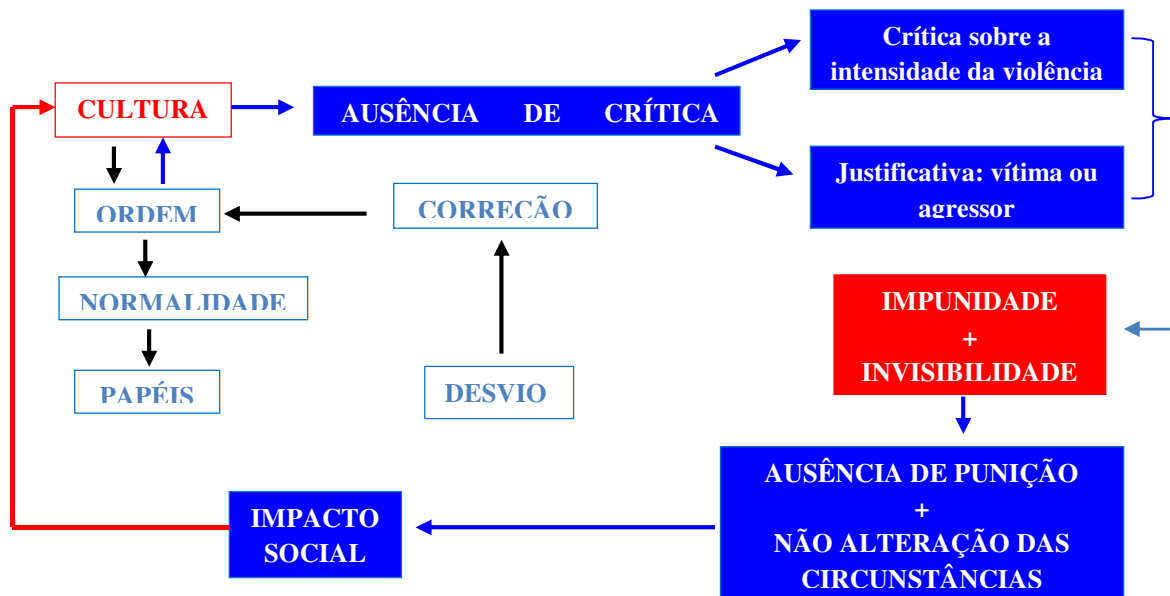 Crítica sobre a
intensidade da violência
CULTURA
AUSÊNCIA DE CRÍTICA
Justificativa: vítima ou
agressor
ORDEM
CORREÇÃO
NORMALIDADE
IMPUNIDADE
+
INVISIBILIDADE
PAPÉIS
DESVIO
AUSÊNCIA DE PUNIÇÃO
+
NÃO ALTERAÇÃO DAS
CIRCUNSTÂNCIAS
IMPACTO
SOCIAL